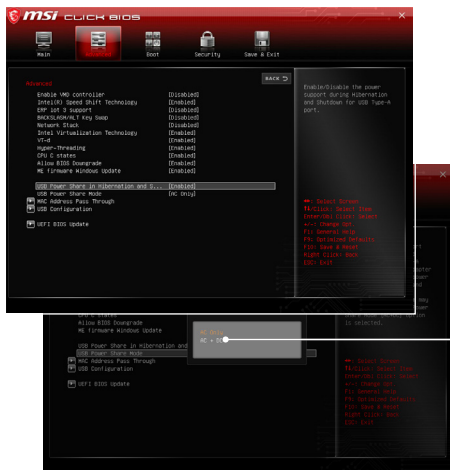 msi CLICK BIOS
Main
Boot
Security
Save & Exit
BACK
Advanced
Enable VMD controller [Disabled]
Intel(R) Speed Shift Technology [Enabled]
ERP lot 3 support [Disabled]
BACKSLASH/ALT Key Swap [Disabled]
Network Stack [Disabled]
Intel Virtualization Technology [Enabled]
VT-d [Enabled]
Hyper-Threading [Enabled]
CPU C states [Enabled]
Allow BIOS Downgrade [Enabled]
ME firmware Windows Update [Enabled]
USB Power Share in Hibernation and S... [Enabled]
USB Power Share Mode [AC Only]
MAC Address Pass Through
USB Configuration
UEFI BIOS Update
Enable/Disable the power
support during Hibernation
and Shutdown for USB Type-A
port.
Select Screen
/Click: Select Item
Enter/Dbl Click: Select
+/-: Change Opt
F1: General Help
F9: Optimized Defaults
F10: Save & Reset
Right Click: Back
ESC: Exit
CPU C states
Allow BIOS Downgrade
ME firmware Windows Update
USB Power Share in Hibernation and
USB Power Share Mode
MAC Address Pass Through
USB Configuration
UEFI BIOS Update
AC Only
AC + DC
option
is selected.
Select Screen
/Click: Select Item
Enter/Dbl Click: Select
+/-: Change Opt
F1: General Help
F9: Optimized Defaults
F10: Save & Reset
Right Click: Back
ESC: Exit